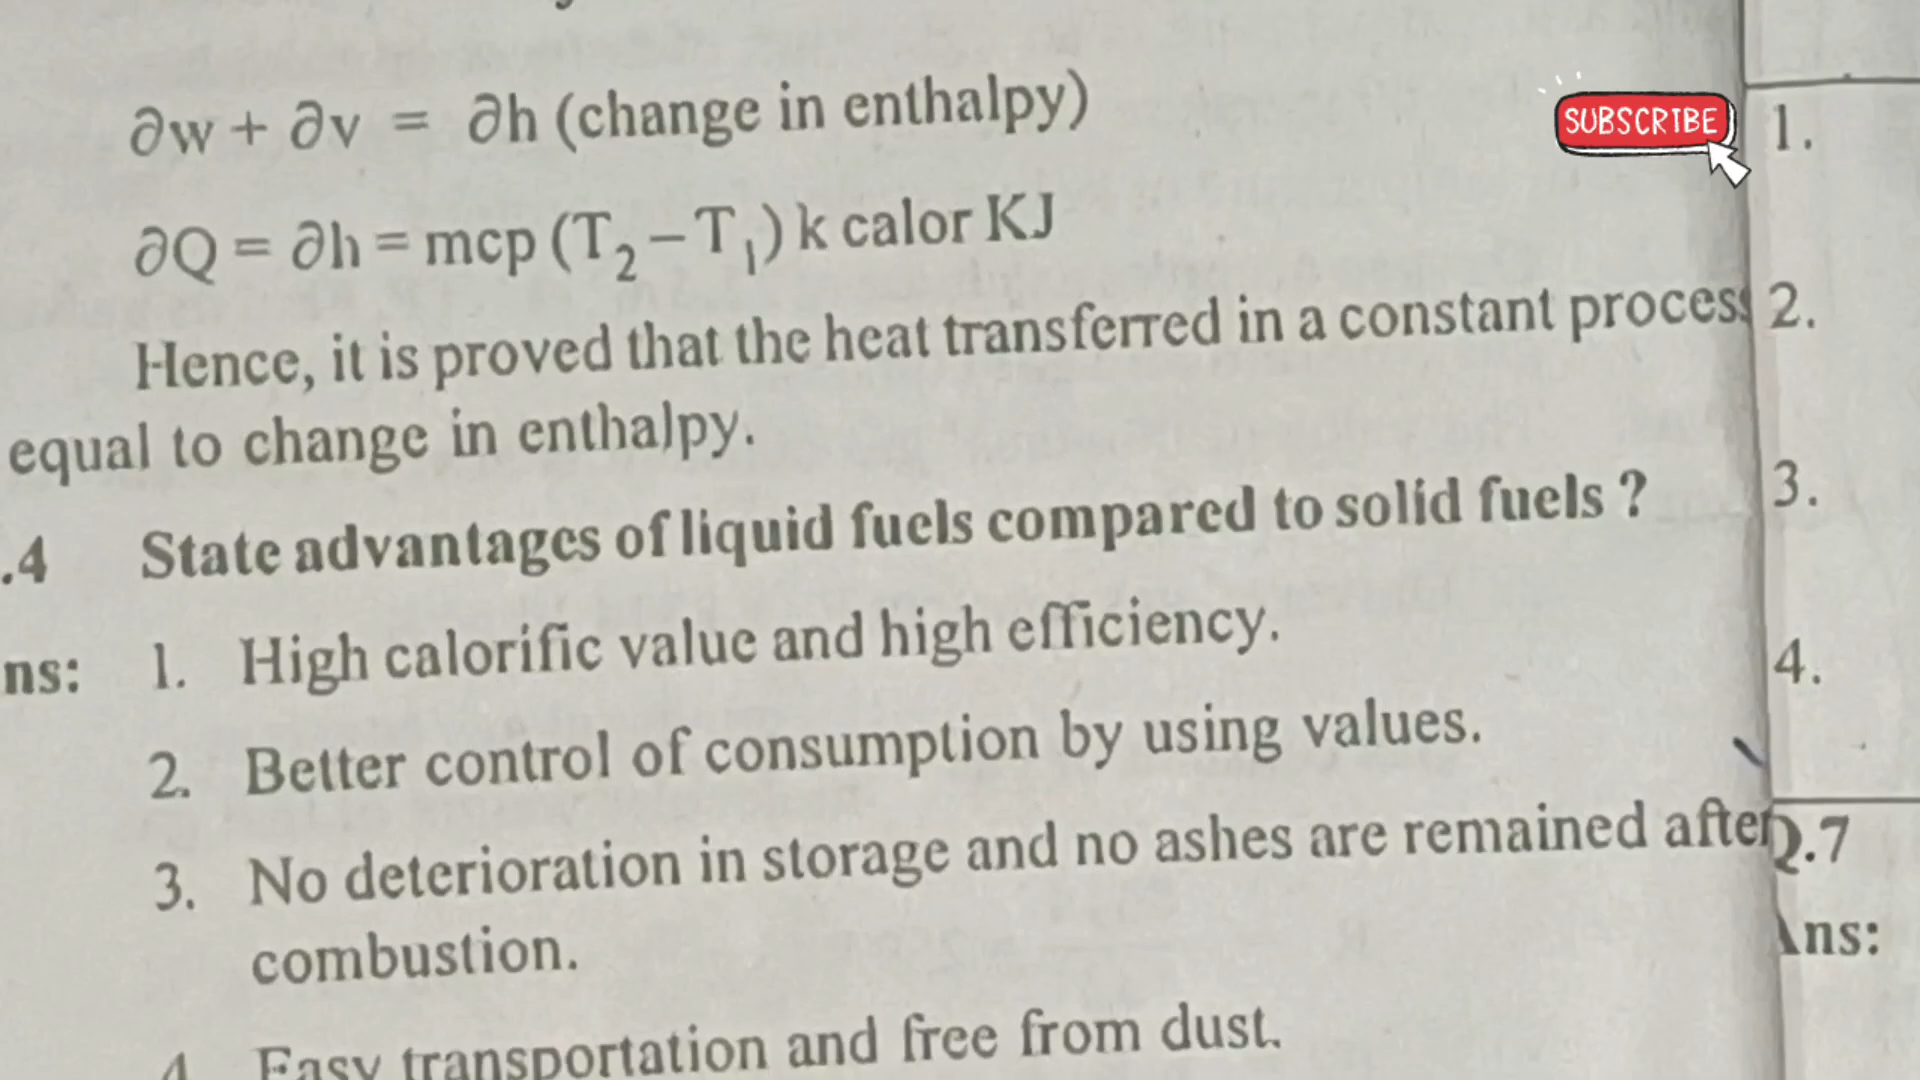 ∂w + ∂v = ∂h (change in enthalpy)
∂Q = ∂h = mcp (T₂ – T₁) k calor KJ
Hence, it is proved that the heat transferred in a constant process
equal to change in enthalpy.
.4 State advantages of liquid fuels compared to solid fuels ?
ns: 1. High calorific value and high efficiency.
2. Better control of consumption by using values.
3. No deterioration in storage and no ashes are remained after
combustion.
4. Easy transportation and free from dust.
SUBSCRIBE
1.
2.
3.
4.
Q.7
Ans: